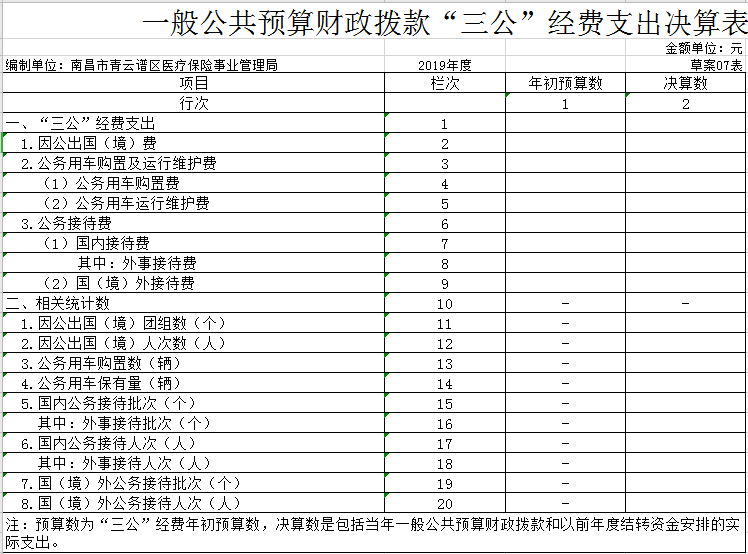 一般公共预算财政拨款“三公”经费支出决算表
金额单位：元
编制单位：南昌市青云谱区医疗保险事业管理局 2019年度 草案07表
项目 栏次 年初预算数 决算数
行次 1 2
一、“三公”经费支出 1
1.因公出国（境）费 2
2.公务用车购置及运行维护费 3
（1）公务用车购置费 4
（2）公务用车运行维护费 5
3.公务接待费 6
（1）国内接待费 7
其中：外事接待费 8
（2）国（境）外接待费 9
二、相关统计数 10 － －
1.因公出国（境）团组数（个） 11 －
2.因公出国（境）人次数（人） 12 －
3.公务用车购置数（辆） 13 －
4.公务用车保有量（辆） 14 －
5.国内公务接待批次（个） 15 －
其中：外事接待批次（个） 16 －
6.国内公务接待人次（人） 17 －
其中：外事接待人次（人） 18 －
7.国（境）外公务接待批次（个） 19 －
8.国（境）外公务接待人次（人） 20 －
注：预算数为“三公”经费年初预算数，决算数是包括当年一般公共预算财政拨款和以前年度结转资金安排的实
际支出。